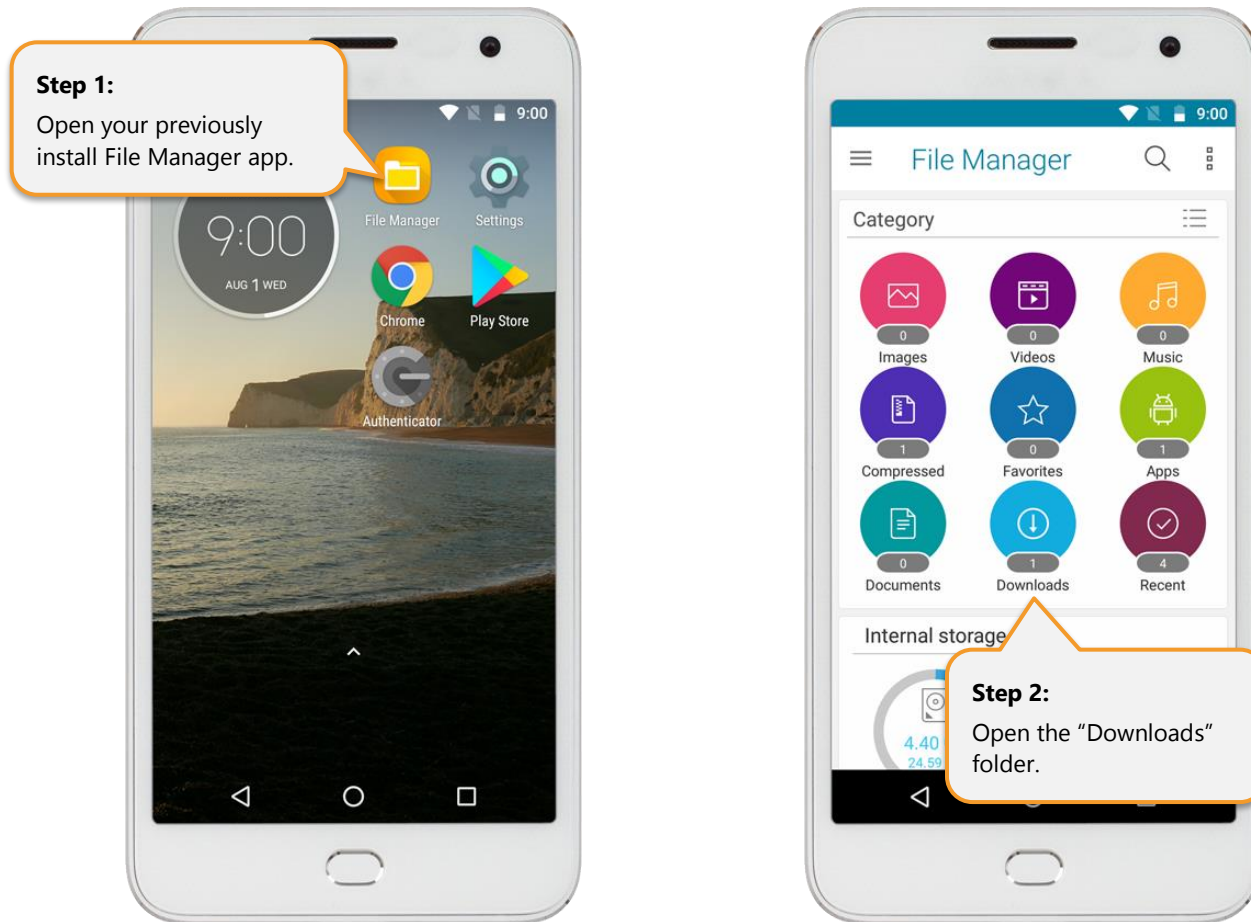 Step 1:
Open your previously
install File Manager app.
9:00
9:00
AUG 1 WED
File Manager
Settings
Chrome
Play Store
Authenticator
9:00
File Manager
Category
0
0
0
Images
Videos
Music
1
0
1
Compressed
Favorites
Apps
0
1
4
Documents
Downloads
Recent
Internal storage
4.40
24.59
Step 2:
Open the “Downloads”
folder.